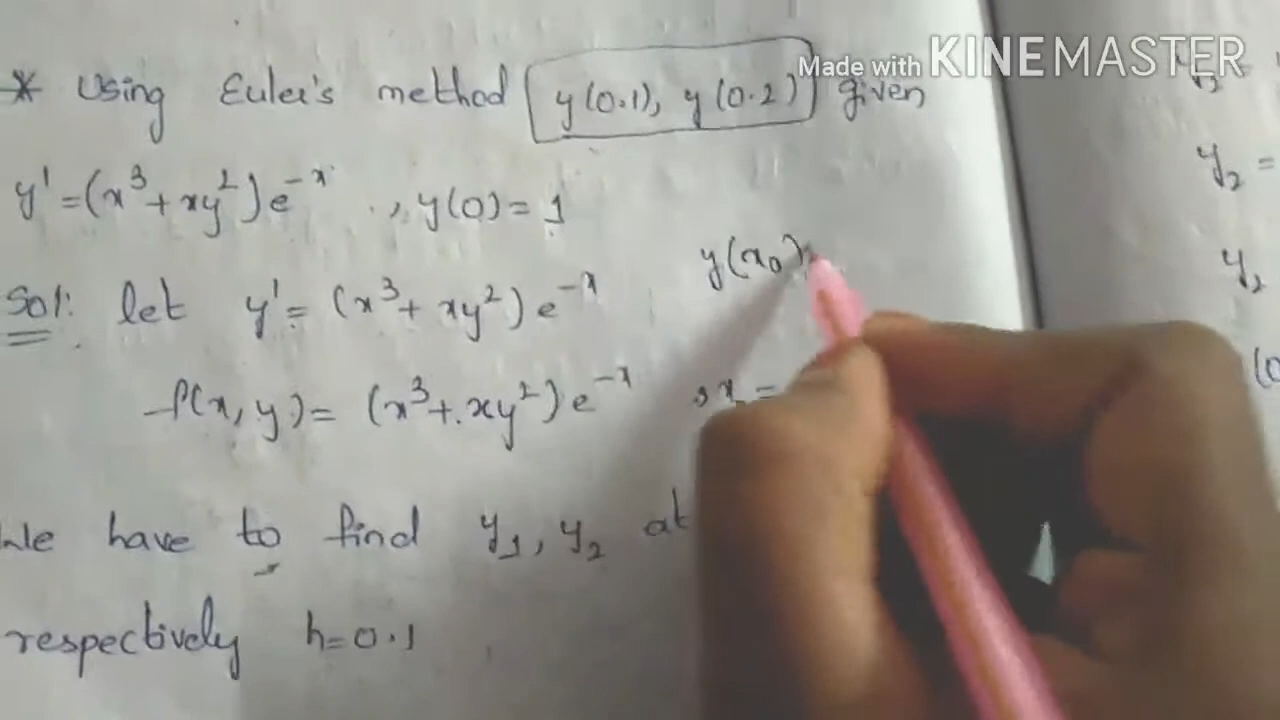 Made with KINEMASTER
* Using Euler's method y(0.1), y(0.2) given
y' = (x³ + xy²) e⁻ˣ , y(0) = 1
y(x₀)
Sol: let y' = (x³ + xy²) e⁻ˣ
f(x, y) = (x³ + xy²) e⁻ˣ , x =
We have to find y₁, y₂ at
respectively h = 0.1
y₂ =
y₂